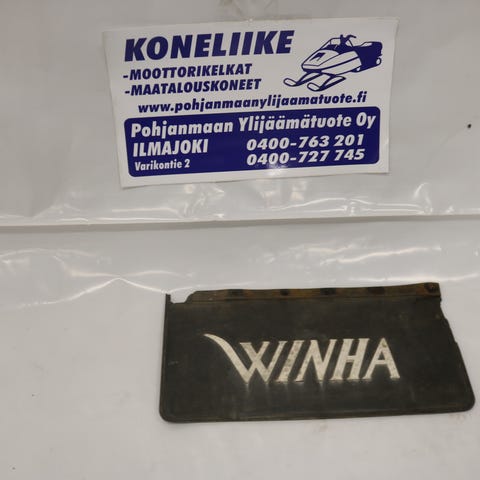 KONELIIKE
-MOOTTORIKELKAT
-MAATALOUSKONEET
www.pohjanmaanylijaamatuote.fi
Pohjanmaan Ylijäämätuote Oy
ILMAJOKI 0400-763 201
Varikontie 2 0400-727 745
WINHA